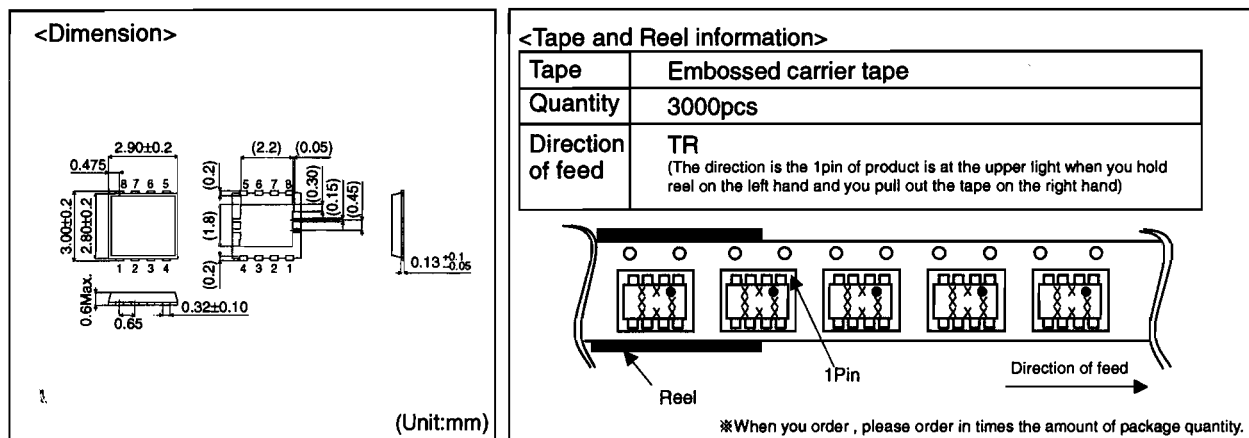 <Dimension>
2.90±0.2
0.475
8 7 6 5
3.00±0.2
2.80±0.2
1 2 3 4
0.6Max.
0.65
0.32±0.10
(2.2)
(0.05)
(0.2)
5 6 7 8
(0.30)
(0.15)
(0.45)
(1.8)
4 3 2 1
(0.2)
0.13 +0.1 -0.05
(Unit:mm)
<Tape and Reel information>
Tape Embossed carrier tape
Quantity 3000pcs
Direction of feed TR
(The direction is the 1pin of product is at the upper light when you hold
reel on the left hand and you pull out the tape on the right hand)
1Pin
Reel
Direction of feed
※When you order , please order in times the amount of package quantity.